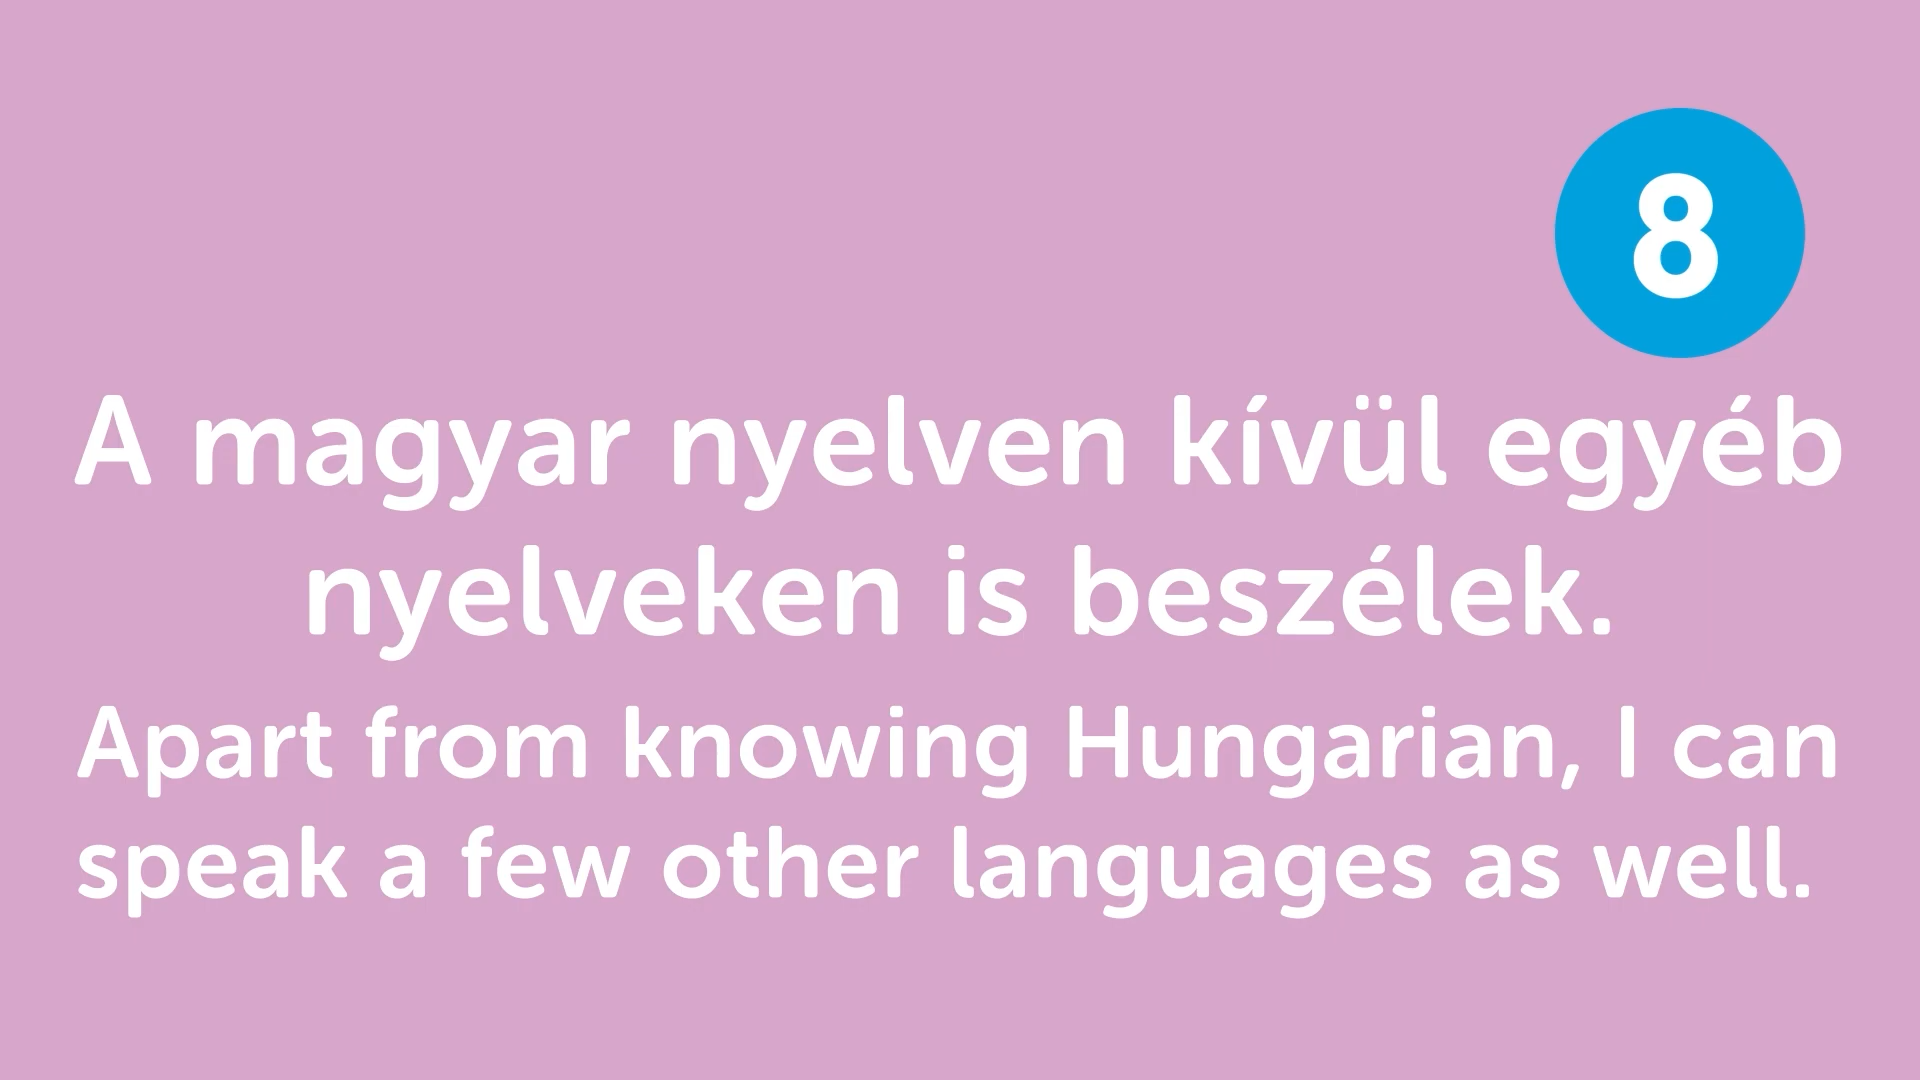 8
A magyar nyelven kívül egyéb
nyelveken is beszélek.
Apart from knowing Hungarian, I can
speak a few other languages as well.